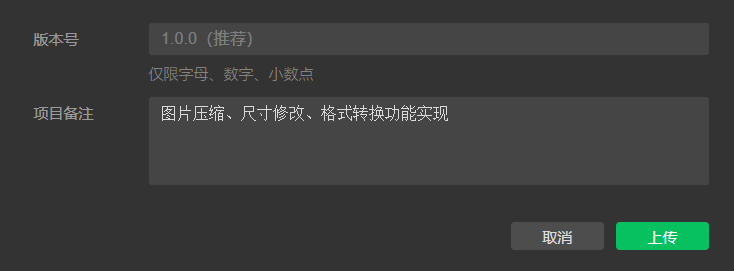 版本号 1.0.0（推荐）
仅限字母、数字、小数点
项目备注 图片压缩、尺寸修改、格式转换功能实现
取消 上传